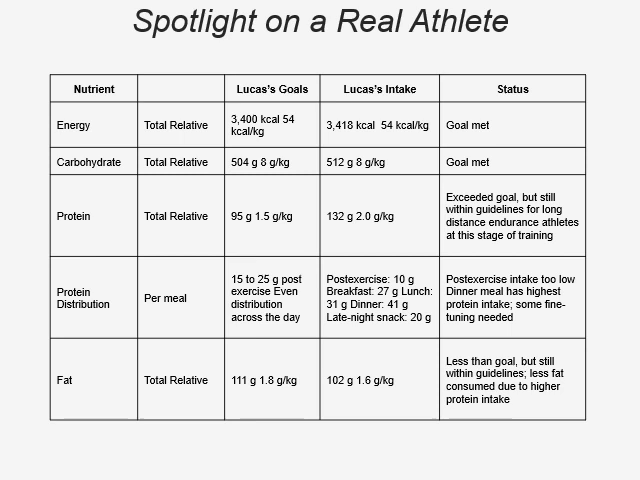 Spotlight on a Real Athlete
Nutrient Lucas's Goals Lucas's Intake Status
Energy Total Relative 3,400 kcal 54 kcal/kg 3,418 kcal 54 kcal/kg Goal met
Carbohydrate Total Relative 504 g 8 g/kg 512 g 8 g/kg Goal met
Protein Total Relative 95 g 1.5 g/kg 132 g 2.0 g/kg
Exceeded goal, but still
within guidelines for long
distance endurance athletes
at this stage of training
Protein
Distribution
Per meal
15 to 25 g post
exercise Even
distribution
across the day
Postexercise: 10 g
Breakfast: 27 g Lunch:
31 g Dinner: 41 g
Late-night snack: 20 g
Postexercise intake too low
Dinner meal has highest
protein intake; some fine-
tuning needed
Fat Total Relative 111 g 1.8 g/kg 102 g 1.6 g/kg
Less than goal, but still
within guidelines; less fat
consumed due to higher
protein intake